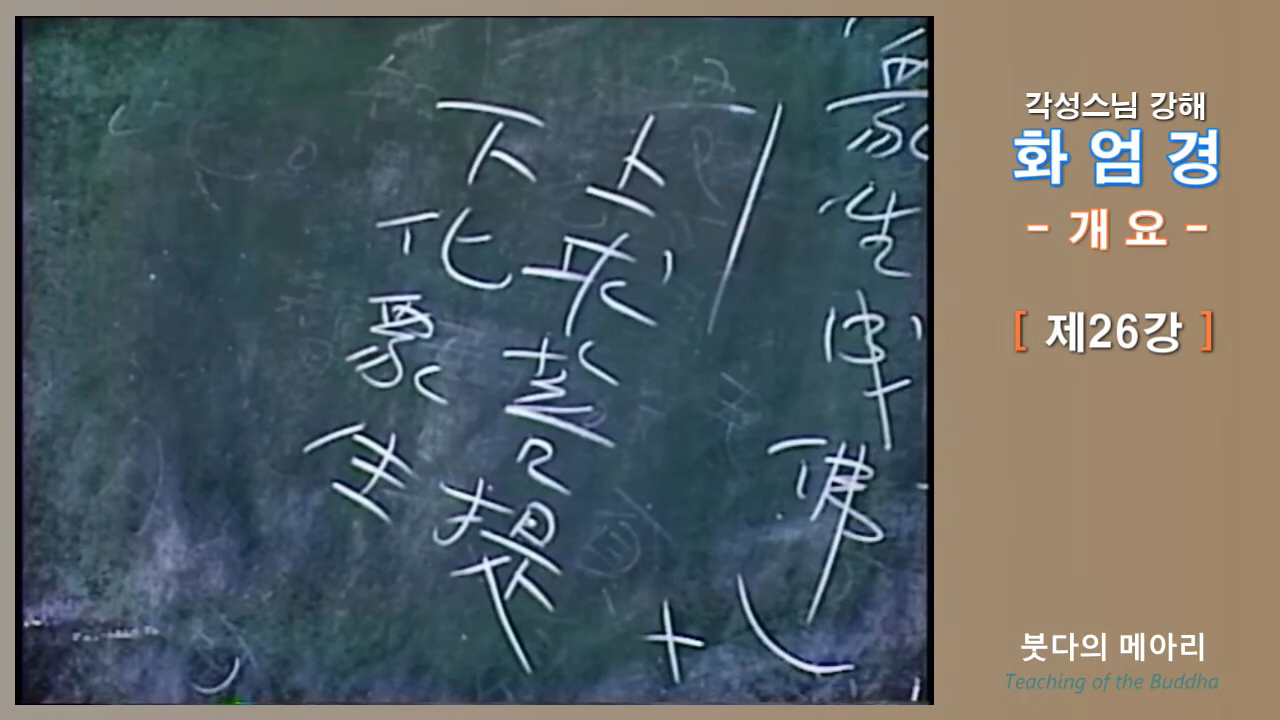 衆生
佛
上求菩提
下化衆生
각성스님 강해
화엄경
- 개요 -
[ 제26강 ]
붓다의 메아리
Teaching of the Buddha